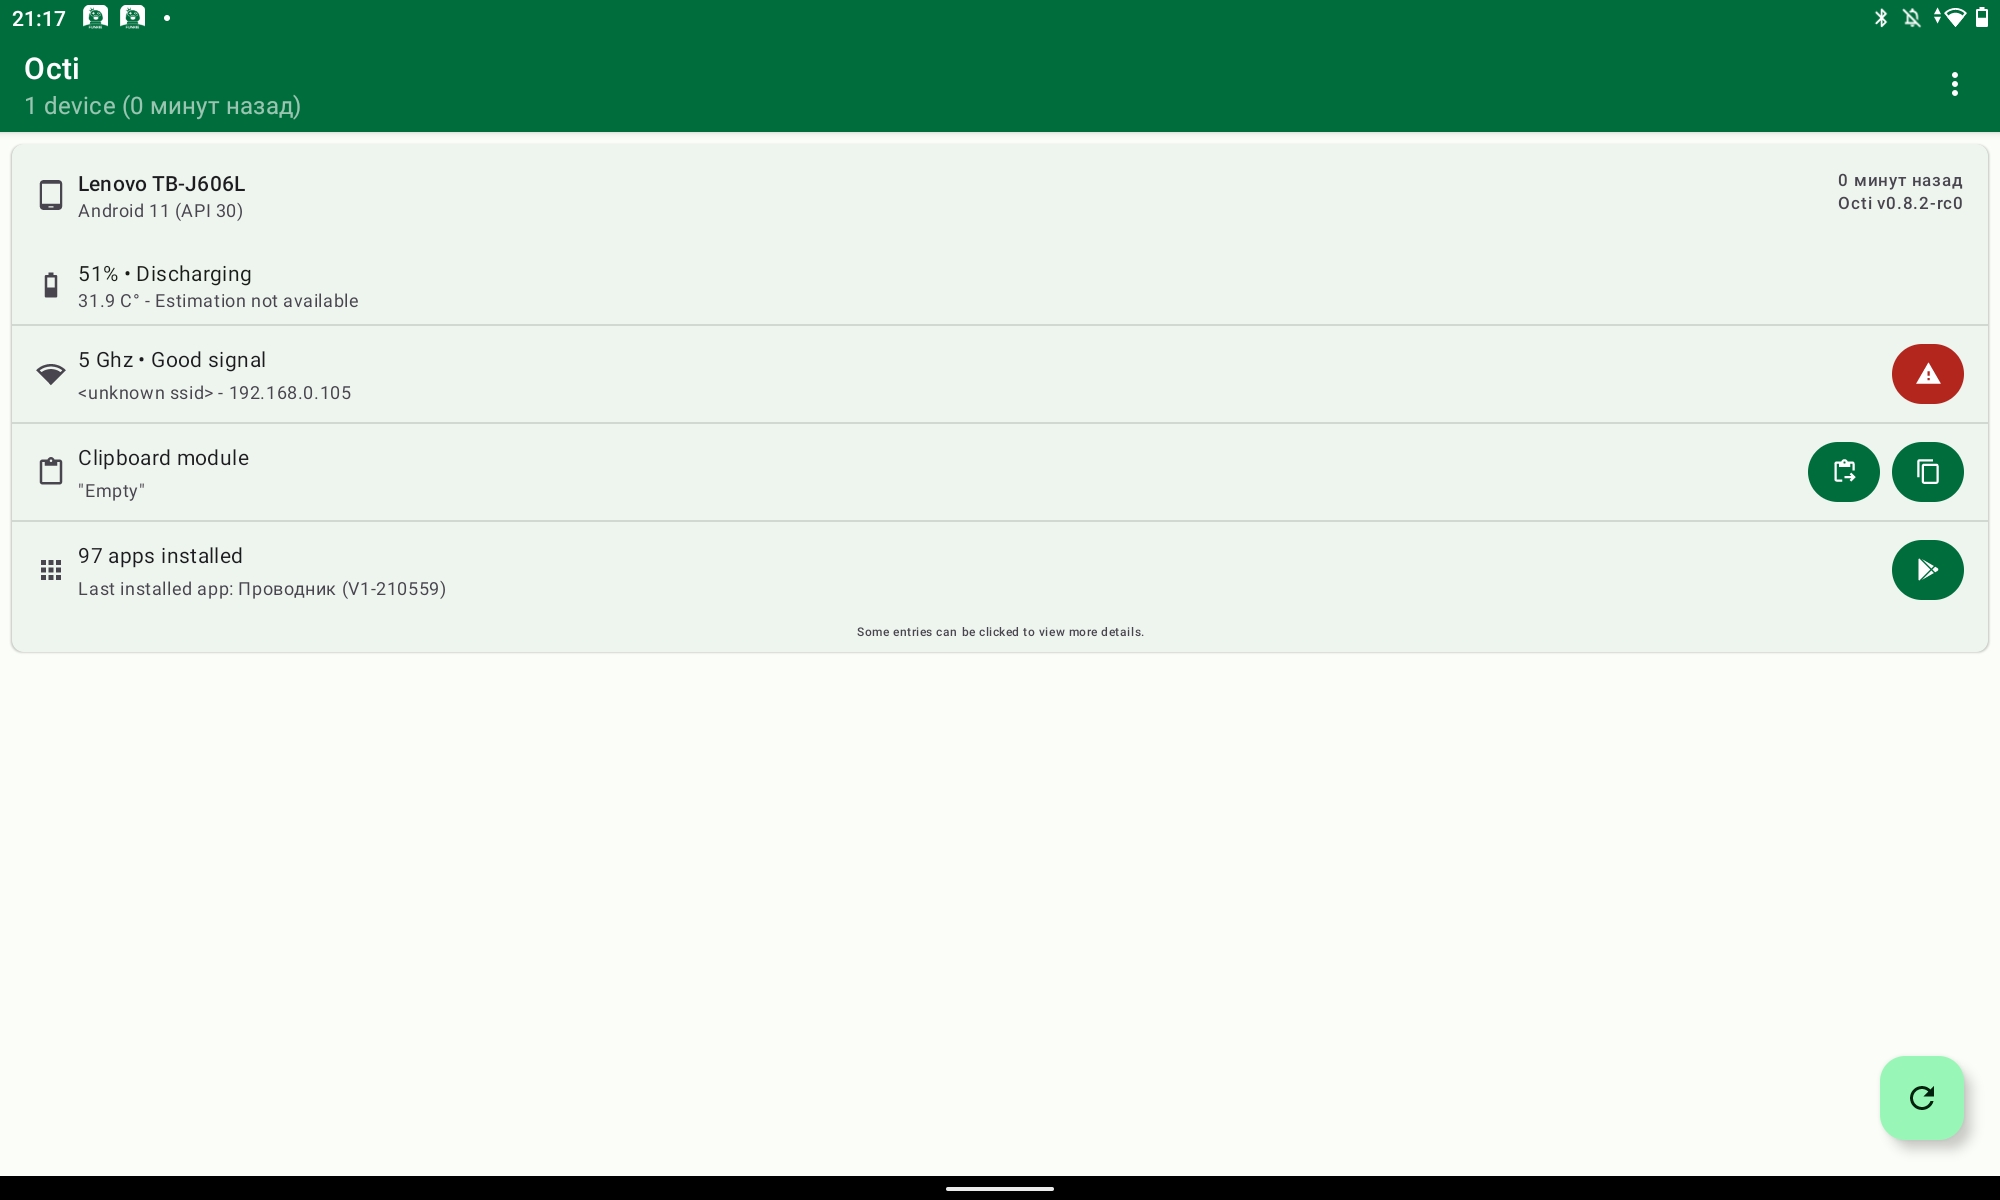 21:17
Octi
1 device (0 минут назад)
Lenovo TB-J606L
Android 11 (API 30)
0 минут назад
Octi v0.8.2-rc0
51% • Discharging
31.9 C° - Estimation not available
5 Ghz • Good signal
<unknown ssid> - 192.168.0.105
Clipboard module
"Empty"
97 apps installed
Last installed app: Проводник (V1-210559)
Some entries can be clicked to view more details.